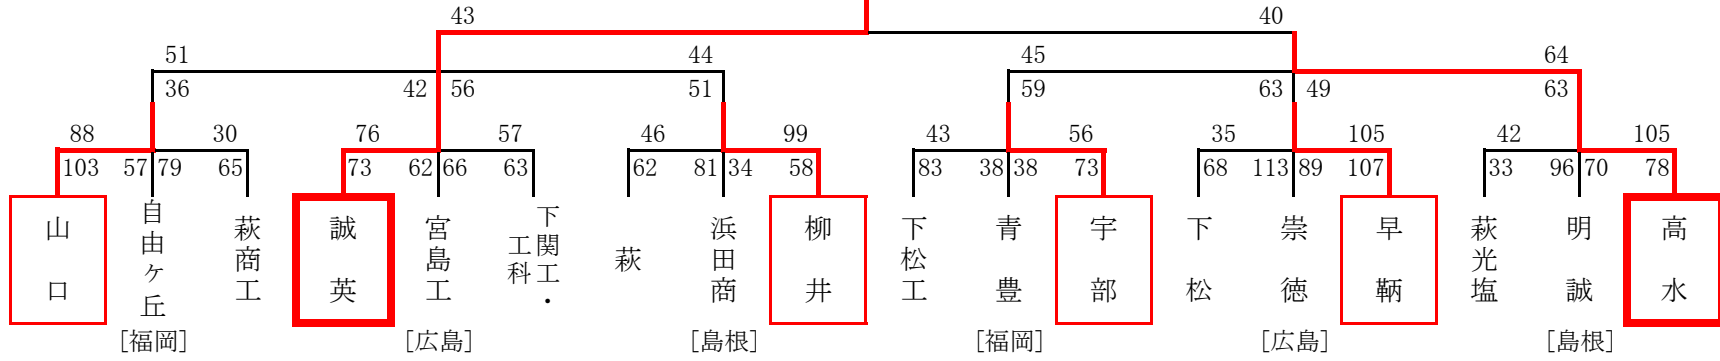 43 40
51 44 45 64
36 42 56 51 59 63 49 63
88 30 76 57 46 99 43 56 35 105 42 105
103 57 79 65 73 62 66 63 62 81 34 58 83 38 38 73 68 113 89 107 33 96 70 78
山口
自由ヶ丘
萩商工
誠英
宮島工
下関工・
工科
萩
浜田商
柳井
下松工
青豊
宇部
下松
崇徳
早鞆
萩光塩
明誠
高水
[福岡] [広島] [島根] [福岡] [広島] [島根]